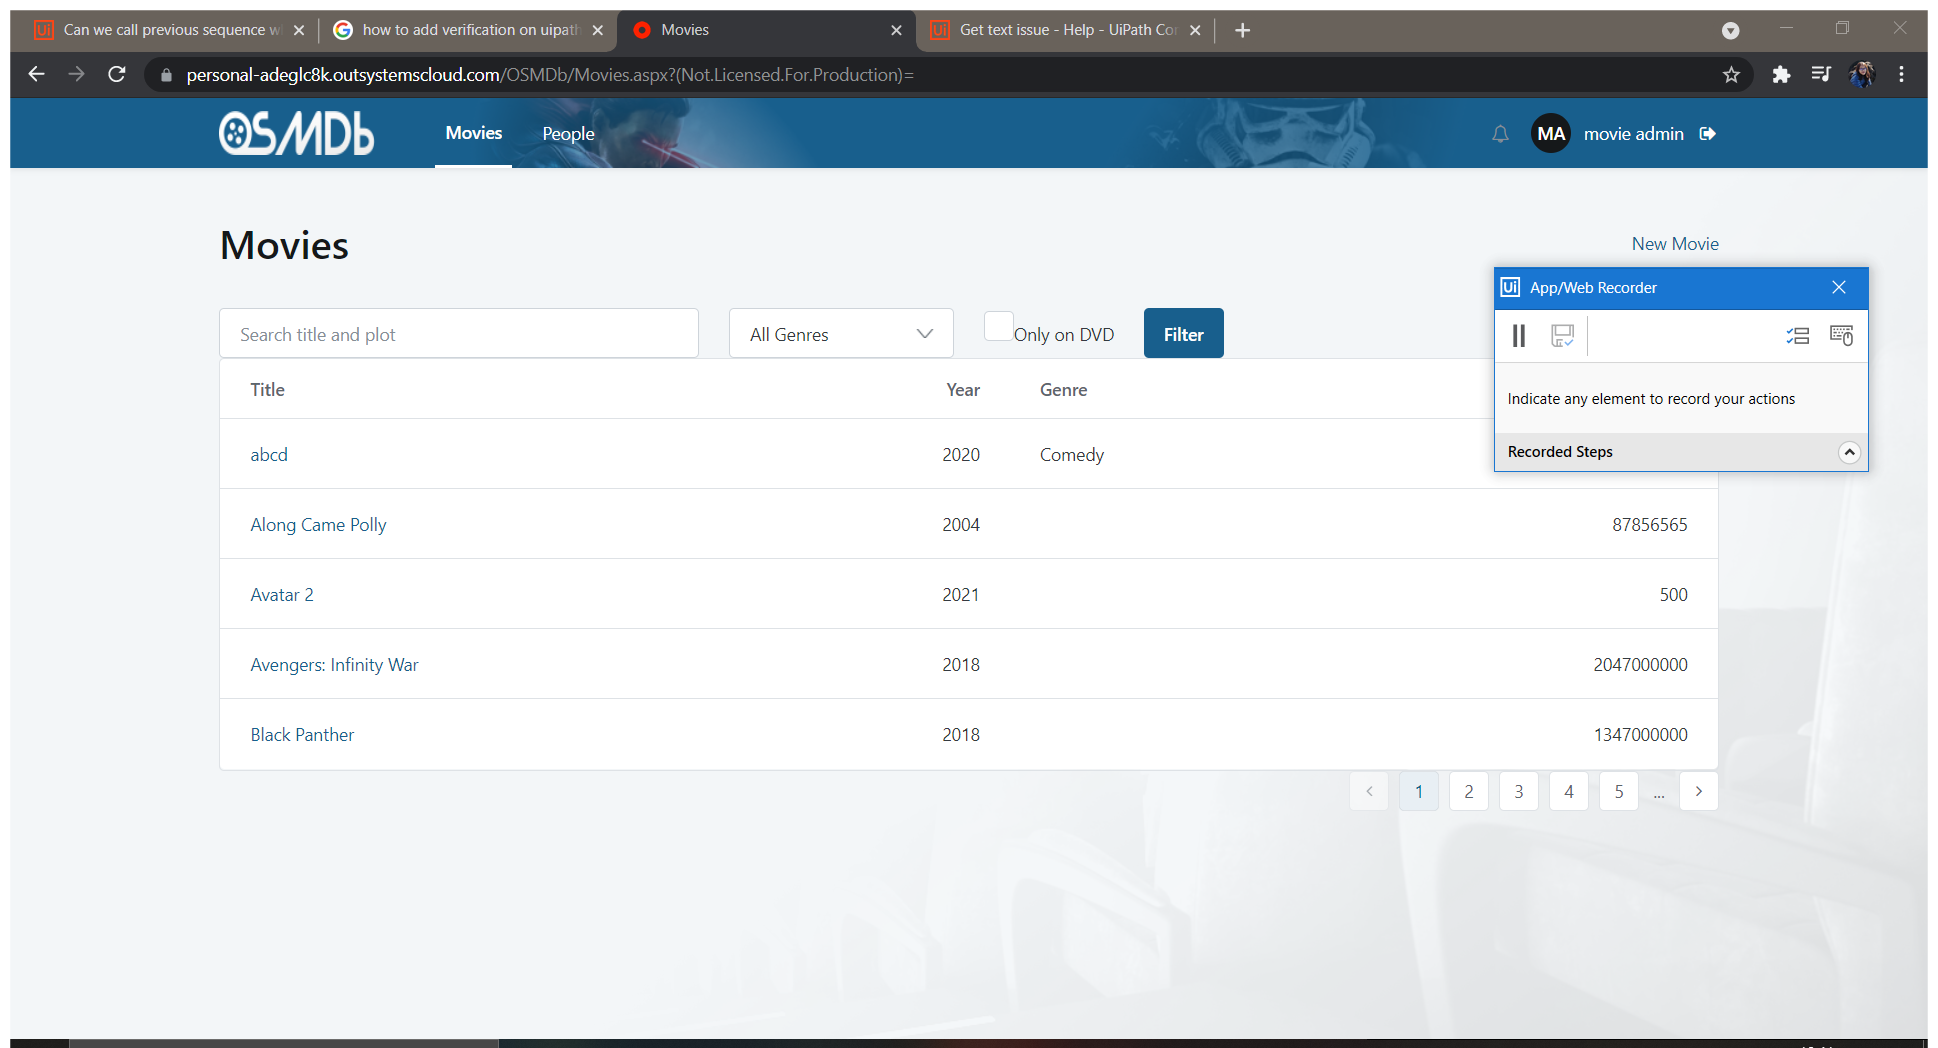 Can we call previous sequence w
how to add verification on uipath
Movies
Get text issue - Help - UiPath Co
personal-adeglc8k.outsystemscloud.com/OSMDb/Movies.aspx?(Not.Licensed.For.Production)=
OSMDb
Movies
People
MA
movie admin
Movies
New Movie
Ui App/Web Recorder
Search title and plot
All Genres
Only on DVD
Filter
Indicate any element to record your actions
Recorded Steps
Title Year Genre
abcd 2020 Comedy
Along Came Polly 2004 87856565
Avatar 2 2021 500
Avengers: Infinity War 2018 2047000000
Black Panther 2018 1347000000
< 1 2 3 4 5 ... >